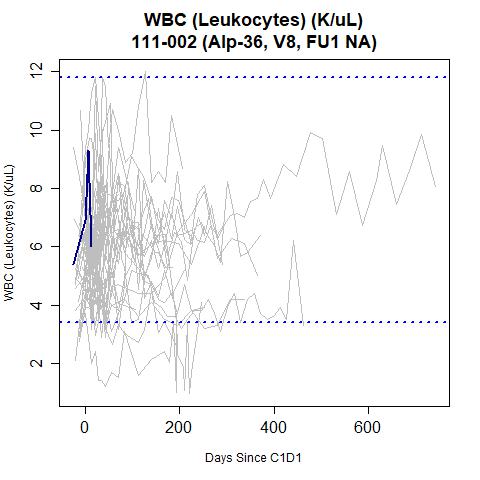 WBC (Leukocytes) (K/uL)
111-002 (Alp-36, V8, FU1 NA)
WBC (Leukocytes) (K/uL)
12
10
8
6
4
2
0 200 400 600
Days Since C1D1